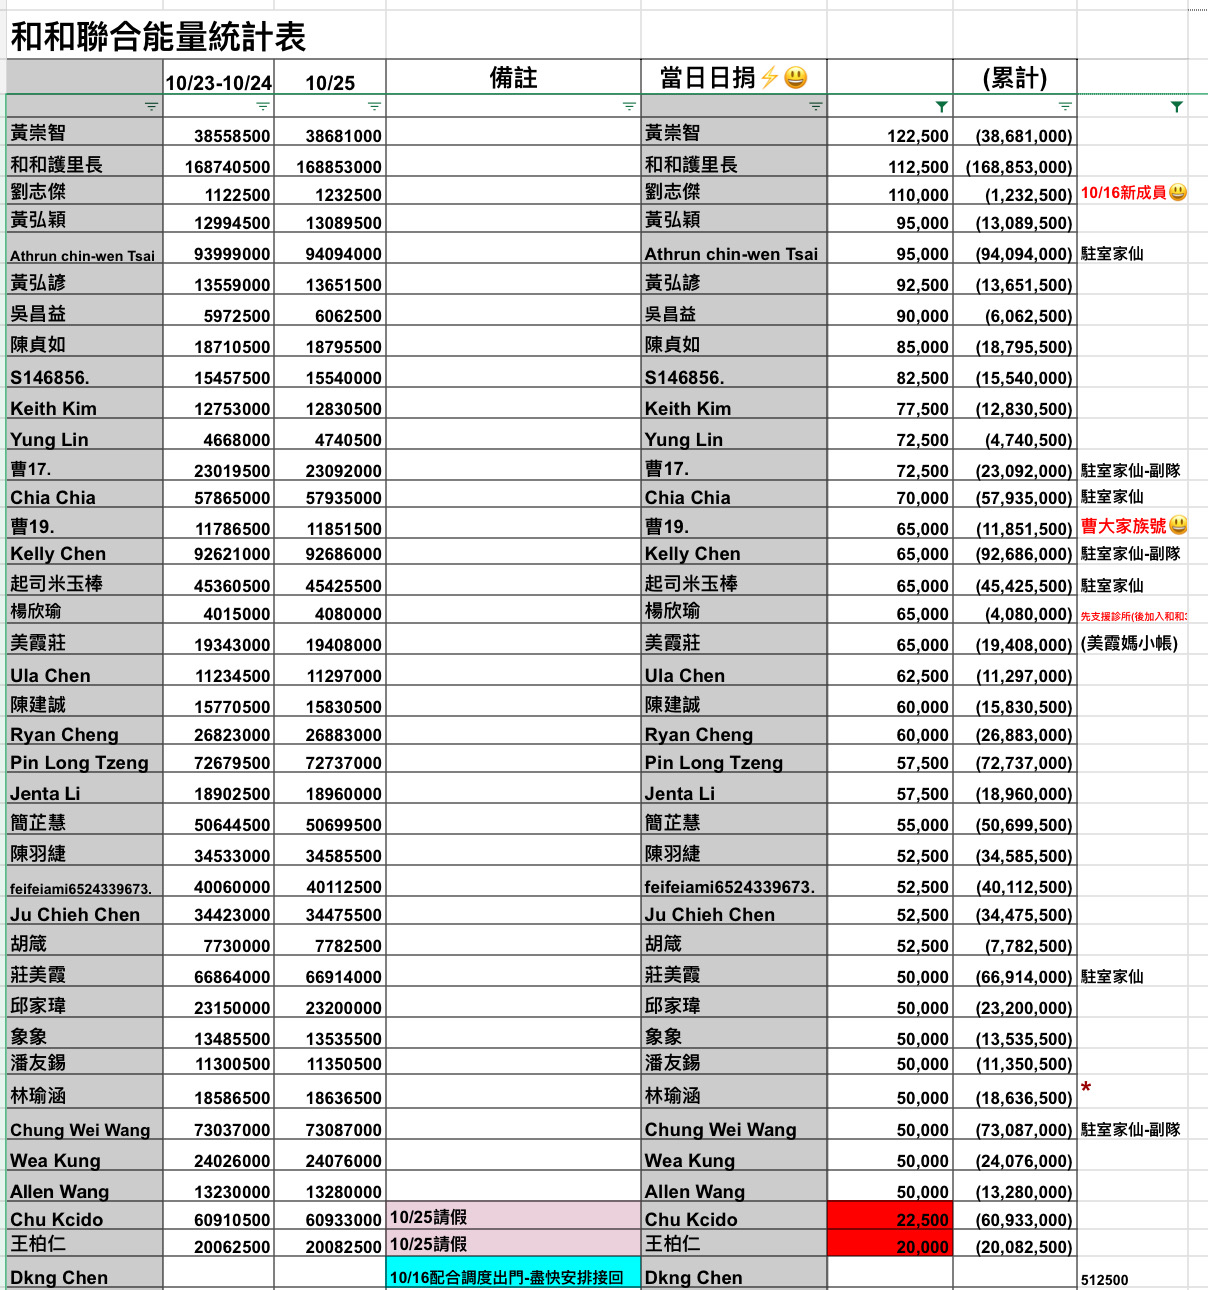 和和聯合能量統計表
10/23-10/24 10/25 備註 當日日捐⚡😃 (累計)
黃崇智 38558500 38681000 黃崇智 122,500 (38,681,000)
和和護里長 168740500 168853000 和和護里長 112,500 (168,853,000)
劉志傑 1122500 1232500 劉志傑 110,000 (1,232,500) 10/16新成員😃
黃弘穎 12994500 13089500 黃弘穎 95,000 (13,089,500)
Athrun chin-wen Tsai 93999000 94094000 Athrun chin-wen Tsai 95,000 (94,094,000) 駐室家仙
黃弘諺 13559000 13651500 黃弘諺 92,500 (13,651,500)
吳昌益 5972500 6062500 吳昌益 90,000 (6,062,500)
陳貞如 18710500 18795500 陳貞如 85,000 (18,795,500)
S146856. 15457500 15540000 S146856. 82,500 (15,540,000)
Keith Kim 12753000 12830500 Keith Kim 77,500 (12,830,500)
Yung Lin 4668000 4740500 Yung Lin 72,500 (4,740,500)
曹17. 23019500 23092000 曹17. 72,500 (23,092,000) 駐室家仙-副隊
Chia Chia 57865000 57935000 Chia Chia 70,000 (57,935,000) 駐室家仙
曹19. 11786500 11851500 曹19. 65,000 (11,851,500) 曹大家族號😃
Kelly Chen 92621000 92686000 Kelly Chen 65,000 (92,686,000) 駐室家仙-副隊
起司米玉棒 45360500 45425500 起司米玉棒 65,000 (45,425,500) 駐室家仙
楊欣瑜 4015000 4080000 楊欣瑜 65,000 (4,080,000) 先支援診所(後加入和和
美霞莊 19343000 19408000 美霞莊 65,000 (19,408,000) (美霞媽小帳)
Ula Chen 11234500 11297000 Ula Chen 62,500 (11,297,000)
陳建誠 15770500 15830500 陳建誠 60,000 (15,830,500)
Ryan Cheng 26823000 26883000 Ryan Cheng 60,000 (26,883,000)
Pin Long Tzeng 72679500 72737000 Pin Long Tzeng 57,500 (72,737,000)
Jenta Li 18902500 18960000 Jenta Li 57,500 (18,960,000)
簡芷慧 50644500 50699500 簡芷慧 55,000 (50,699,500)
陳羽緁 34533000 34585500 陳羽緁 52,500 (34,585,500)
feifeiami6524339673. 40060000 40112500 feifeiami6524339673. 52,500 (40,112,500)
Ju Chieh Chen 34423000 34475500 Ju Chieh Chen 52,500 (34,475,500)
胡箴 7730000 7782500 胡箴 52,500 (7,782,500)
莊美霞 66864000 66914000 莊美霞 50,000 (66,914,000) 駐室家仙
邱家瑋 23150000 23200000 邱家瑋 50,000 (23,200,000)
象象 13485500 13535500 象象 50,000 (13,535,500)
潘友錫 11300500 11350500 潘友錫 50,000 (11,350,500)
林瑜涵 18586500 18636500 林瑜涵 50,000 (18,636,500) *
Chung Wei Wang 73037000 73087000 Chung Wei Wang 50,000 (73,087,000) 駐室家仙-副隊
Wea Kung 24026000 24076000 Wea Kung 50,000 (24,076,000)
Allen Wang 13230000 13280000 Allen Wang 50,000 (13,280,000)
Chu Kcido 60910500 60933000 10/25請假 Chu Kcido 22,500 (60,933,000)
王柏仁 20062500 20082500 10/25請假 王柏仁 20,000 (20,082,500)
Dkng Chen 10/16配合調度出門-盡快安排接回 Dkng Chen 512500